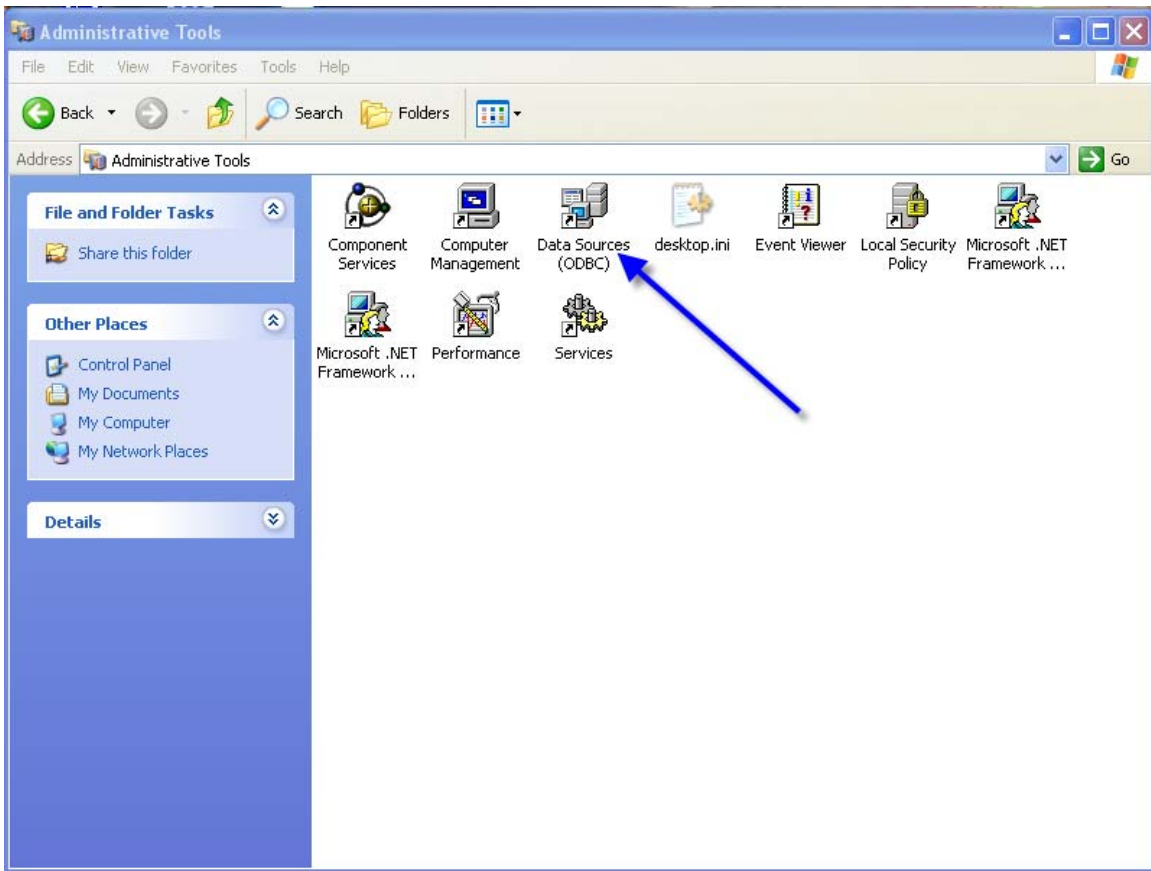 Administrative Tools
File Edit View Favorites Tools Help
Back Search Folders
Address Administrative Tools Go
File and Folder Tasks
Share this folder
Other Places
Control Panel
My Documents
My Computer
My Network Places
Details
Component Services
Computer Management
Data Sources (ODBC)
desktop.ini
Event Viewer
Local Security Policy
Microsoft .NET Framework ...
Microsoft .NET Framework ...
Performance
Services